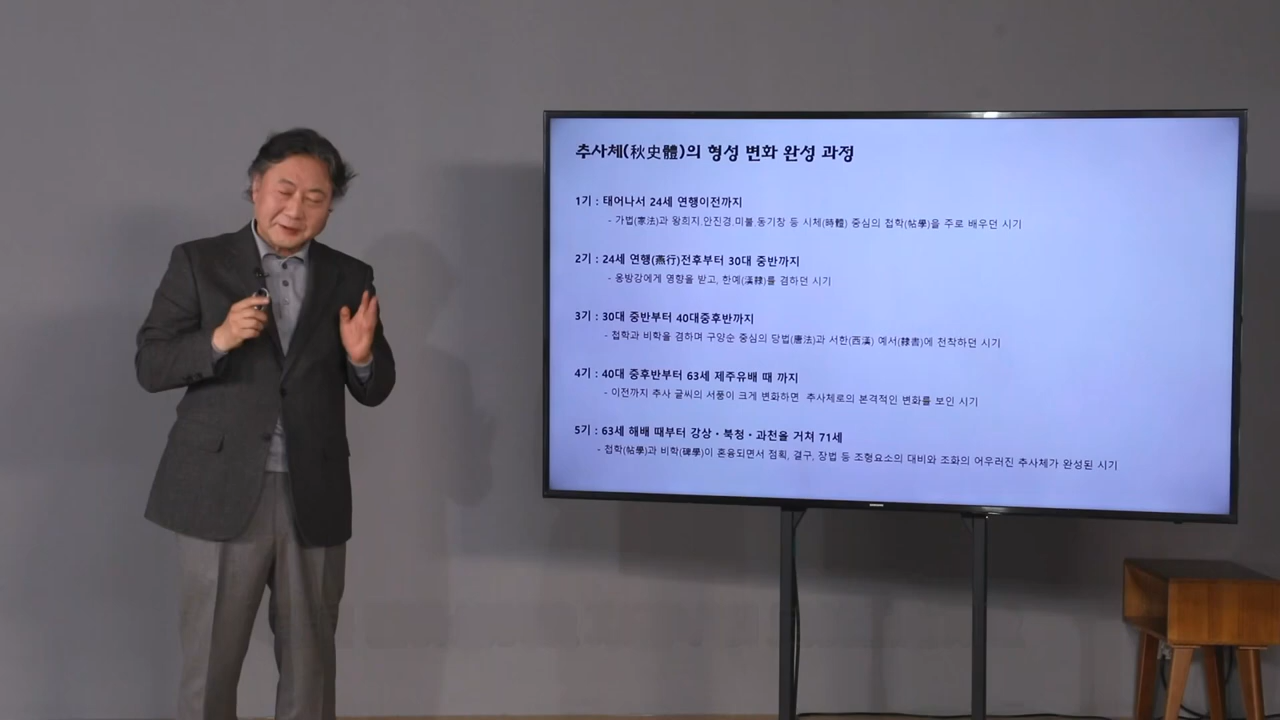 추사체(秋史體)의 형성 변화 완성 과정
1기 : 태어나서 24세 연행이전까지
- 가법(家法)과 왕희지.안진경.미불.동기창 등 시체(時體) 중심의 첩학(帖學)을 주로 배우던 시기
2기 : 24세 연행(燕行)전후부터 30대 중반까지
- 옹방강에게 영향을 받고, 한예(漢隸)를 겸하던 시기
3기 : 30대 중반부터 40대중후반까지
- 접학과 비학을 겸하며 구양순 중심의 당법(唐法)과 서한(西漢) 예서(隸書)에 천착하던 시기
4기 : 40대 중후반부터 63세 제주유배 때 까지
- 이전까지 추사 글씨의 서풍이 크게 변화하면 추사체로의 본격적인 변화를 보인 시기
5기 : 63세 해배 때부터 강상・북청・과천을 거쳐 71세
- 접학(帖學)과 비학(碑學)이 혼융되면서 점획, 결구, 장법 등 조형요소의 대비와 조화의 어우러진 추사체가 완성된 시기